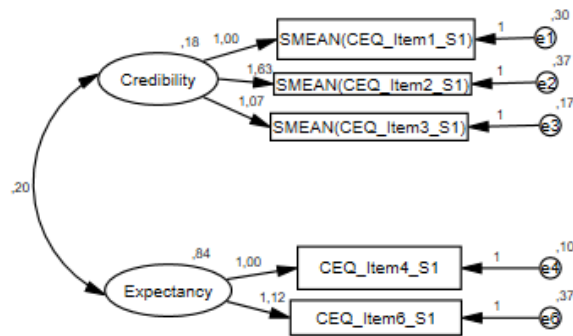 ,30
,18 1,00 SMEAN(CEQ_Item1_S1) 1 e1
,37
Credibility 1,63 SMEAN(CEQ_Item2_S1) 1 e2
,17
1,07 SMEAN(CEQ_Item3_S1) 1 e3
,20
,10
,84 1,00 CEQ_Item4_S1 1 e4
,37
Expectancy 1,12 CEQ_Item6_S1 1 e6